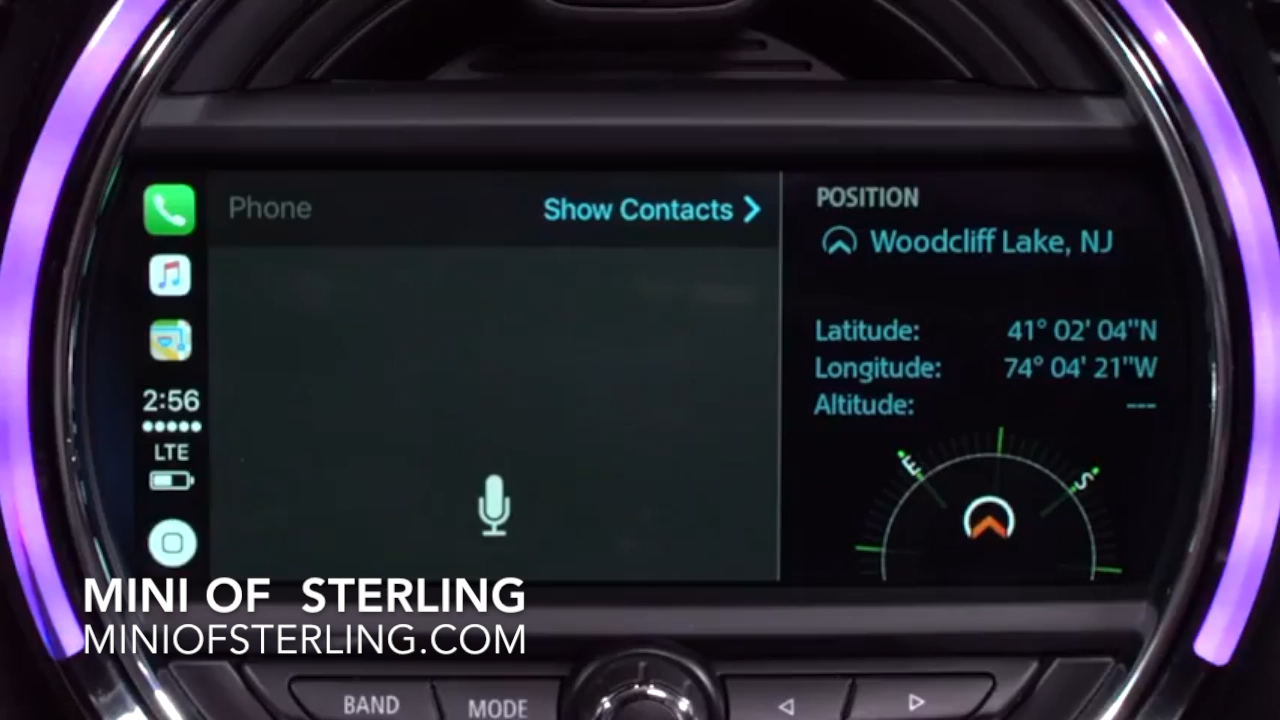 Phone
Show Contacts
2:56
LTE
POSITION
Woodcliff Lake, NJ
Latitude: 41° 02' 04"N
Longitude: 74° 04' 21"W
Altitude: ---
E
S
MINI OF STERLING
MINIOFSTERLING.COM
BAND
MODE